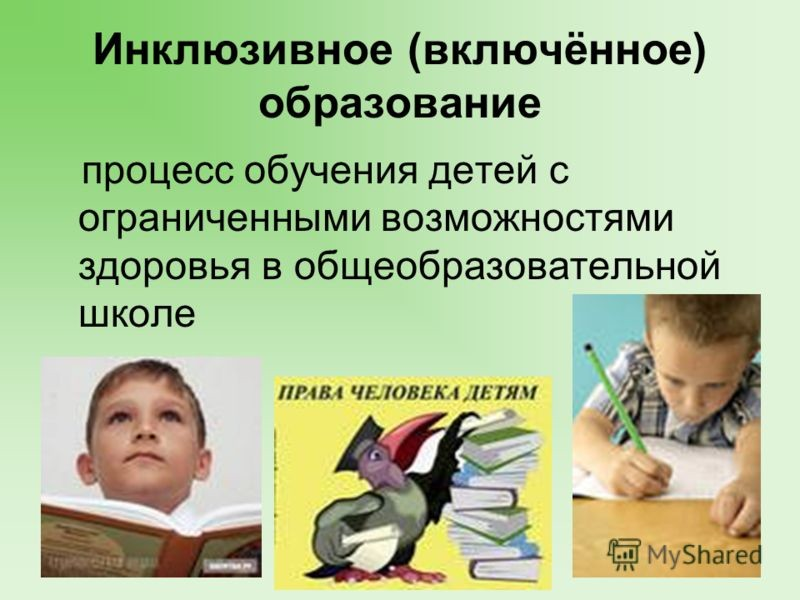 Инклюзивное (включённое)
образование
процесс обучения детей с
ограниченными возможностями
здоровья в общеобразовательной
школе
ПРАВА ЧЕЛОВЕКА ДЕТЯМ
MyShared